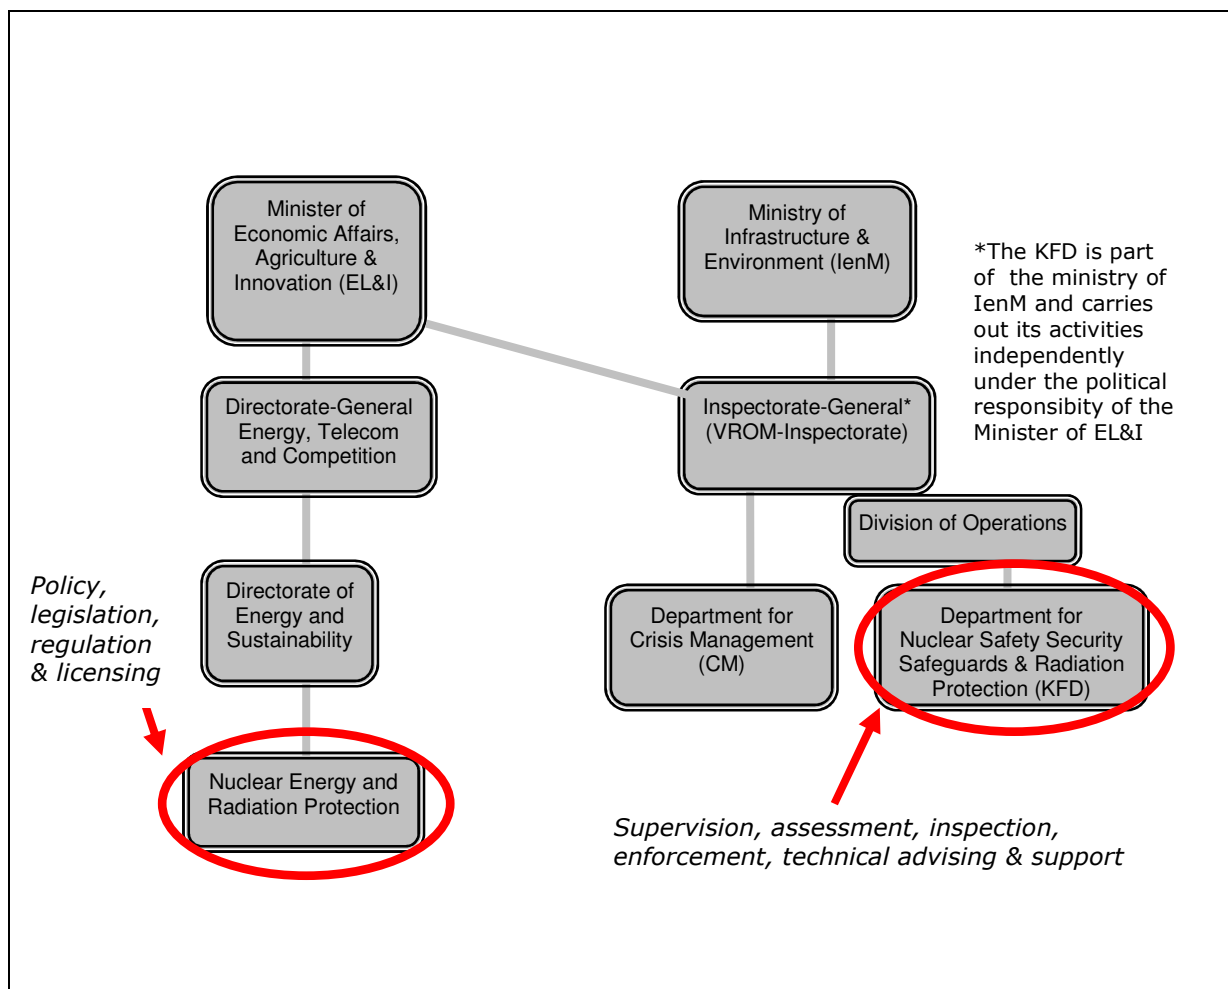 Minister of
Economic Affairs,
Agriculture &
Innovation (EL&I)
Ministry of
Infrastructure &
Environment (IenM)
*The KFD is part
of the ministry of
IenM and carries
out its activities
independently
under the political
responsibity of the
Minister of EL&I
Directorate-General
Energy, Telecom
and Competition
Inspectorate-General*
(VROM-Inspectorate)
Division of Operations
Policy,
legislation,
regulation
& licensing
Directorate of
Energy and
Sustainability
Department for
Crisis Management
(CM)
Department for
Nuclear Safety Security
Safeguards & Radiation
Protection (KFD)
Nuclear Energy and
Radiation Protection
Supervision, assessment, inspection,
enforcement, technical advising & support